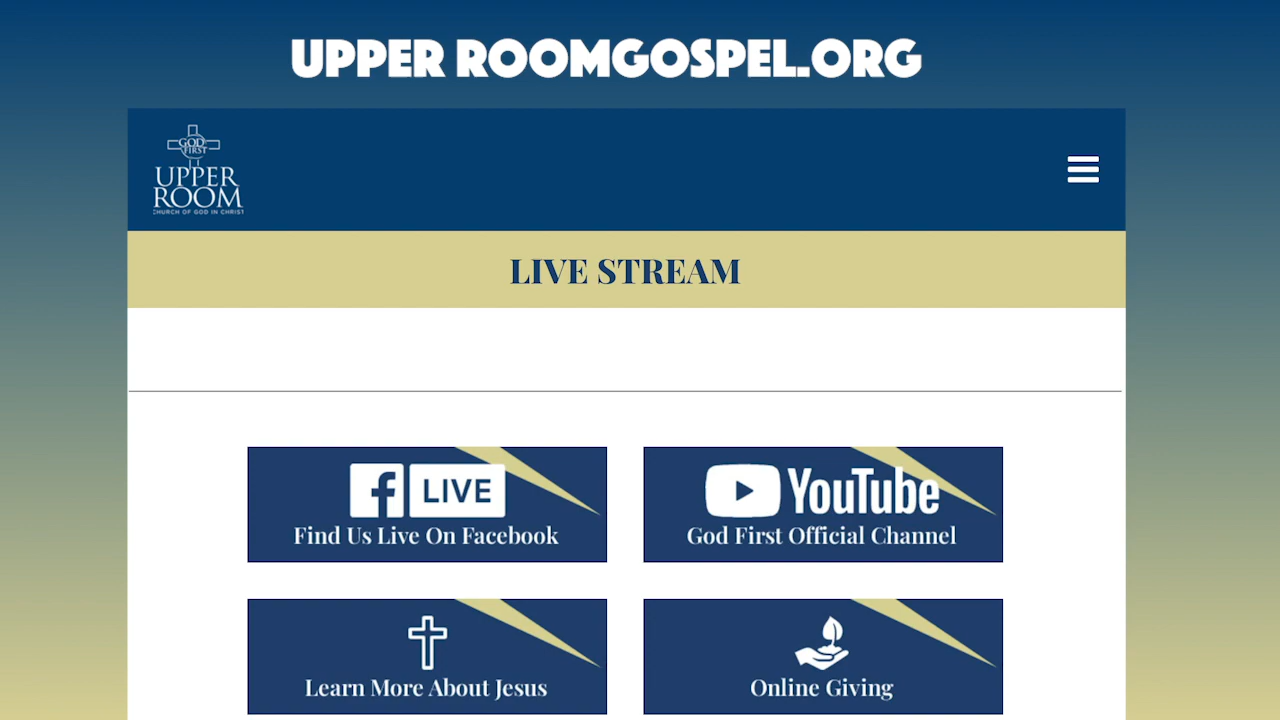 UPPER ROOMGOSPEL.ORG
GOD
FIRST
UPPER
ROOM
CHURCH OF GOD IN CHRIST
LIVE STREAM
f LIVE
Find Us Live On Facebook
YouTube
God First Official Channel
Learn More About Jesus
Online Giving